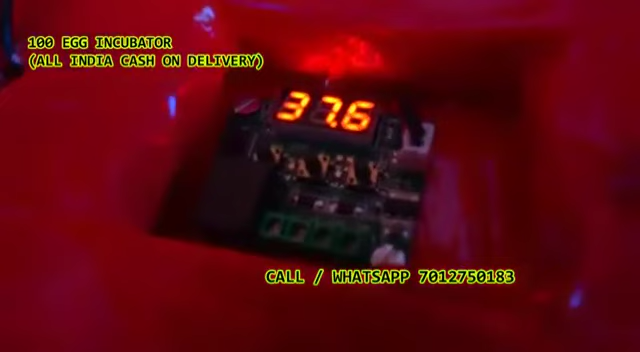 100 EGG INCUBATOR
(ALL INDIA CASH ON DELIVERY)
37.6
CALL / WHATSAPP 7012750183